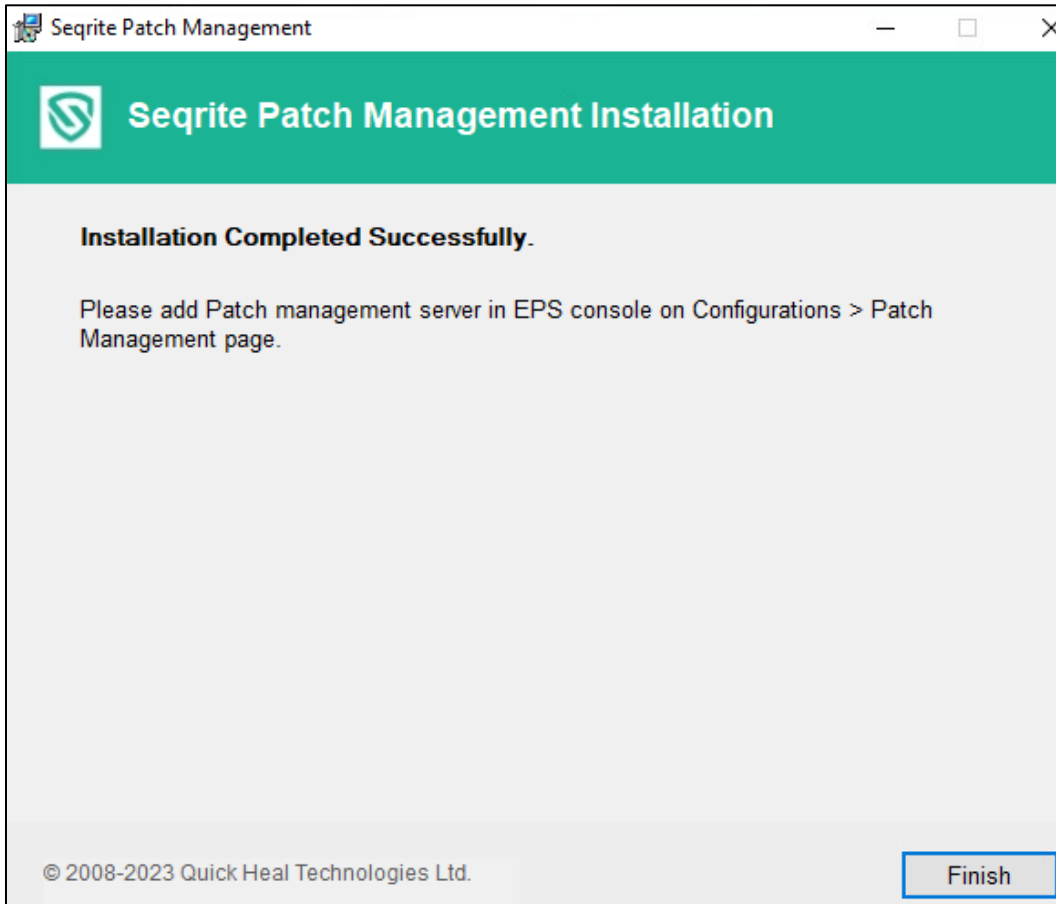 Seqrite Patch Management
Seqrite Patch Management Installation
Installation Completed Successfully.
Please add Patch management server in EPS console on Configurations > Patch
Management page.
© 2008-2023 Quick Heal Technologies Ltd.
Finish